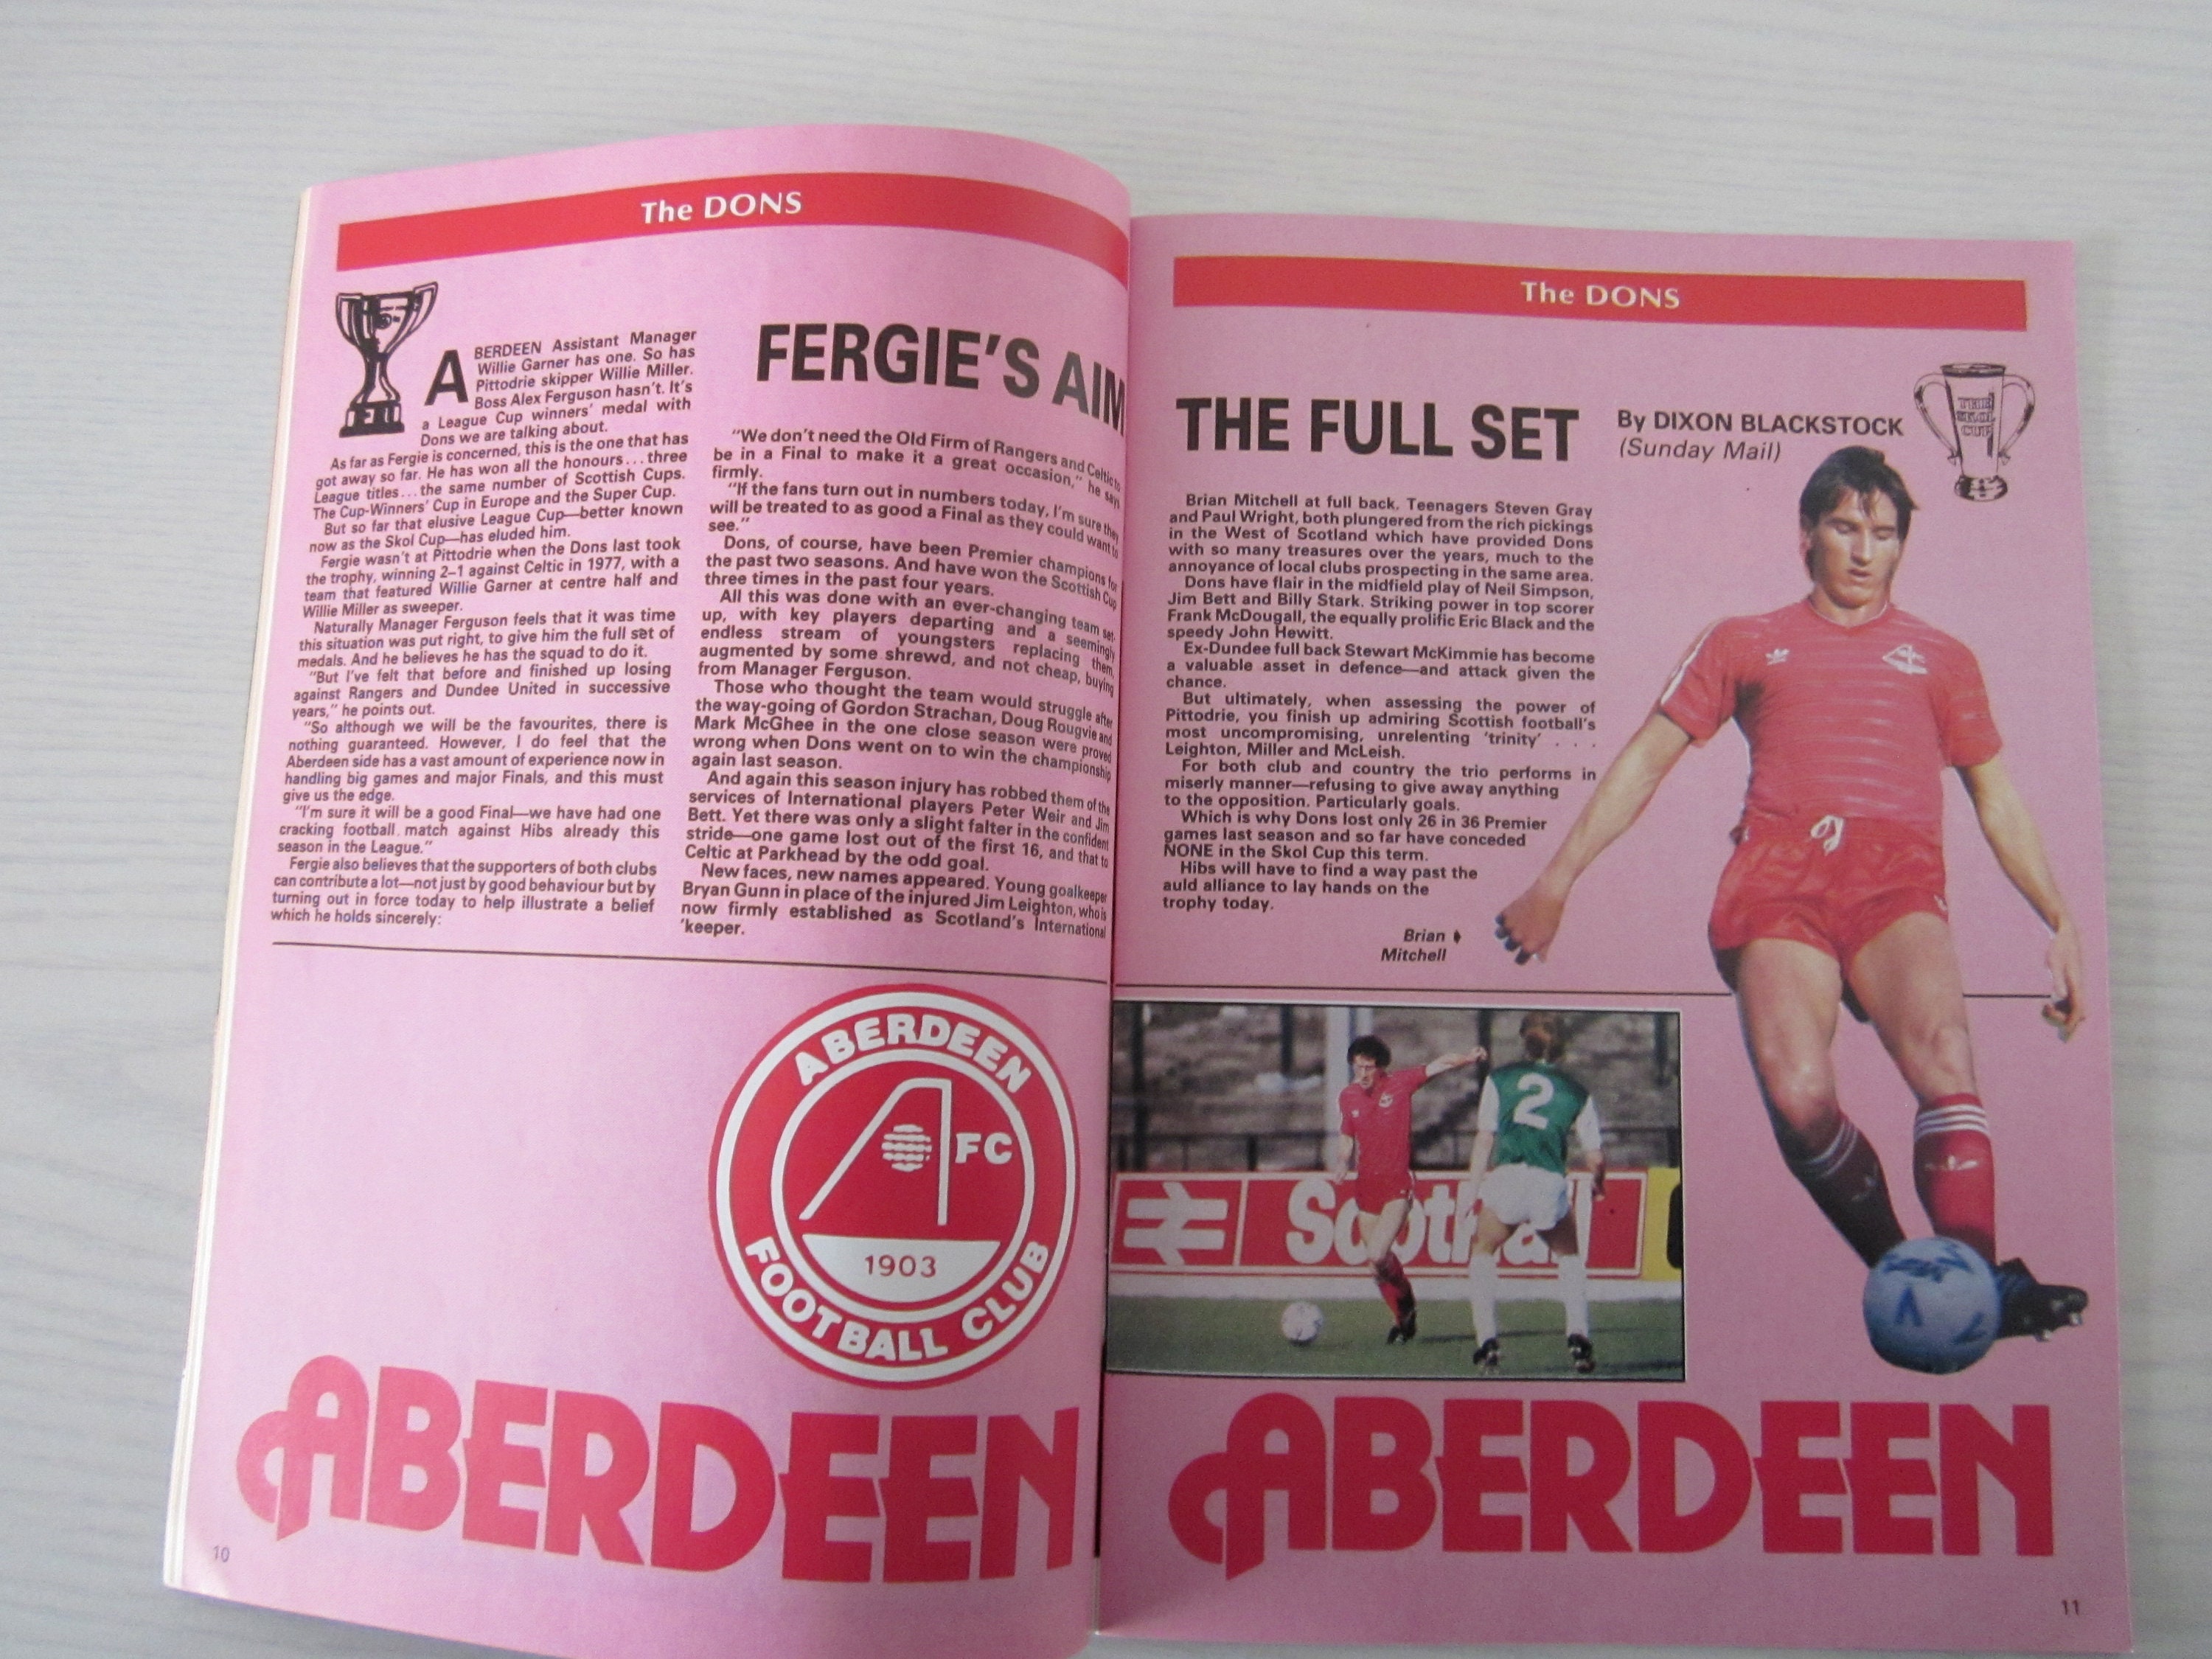 The DONS
FERGIE'S AIM
ABERDEEN Assistant Manager
Willie Garner has one. So has
Pittodrie skipper Willie Miller.
Boss Alex Ferguson hasn't. It's
a League Cup winners' medal with
Dons we are talking about.
As far as Fergie is concerned, this is the one that has
got away so far. He has won all the honours...three
League titles...the same number of Scottish Cups.
The Cup-Winners' Cup in Europe and the Super Cup.
But so far that elusive League Cup—better known
now as the Skol Cup—has eluded him.
Fergie wasn't at Pittodrie when the Dons last took
the trophy, winning 2–1 against Celtic in 1977, with a
team that featured Willie Garner at centre half and
Willie Miller as sweeper.
Naturally Manager Ferguson feels that it was time
this situation was put right, to give him the full set of
medals. And he believes he has the squad to do it.
"But I've felt that before and finished up losing
against Rangers and Dundee United in successive
years," he points out.
"So although we will be the favourites, there is
nothing guaranteed. However, I do feel that the
Aberdeen side has a vast amount of experience now in
handling big games and major Finals, and this must
give us the edge.
"I'm sure it will be a good Final—we have had one
cracking football match against Hibs already this
season in the League."
Fergie also believes that the supporters of both clubs
can contribute a lot—not just by good behaviour but by
turning out in force today to help illustrate a belief
which he holds sincerely:
"We don't need the Old Firm of Rangers and Celtic to
be in a Final to make it a great occasion," he says
firmly.
"If the fans turn out in numbers today, I'm sure they
will be treated to as good a Final as they could want to
see."
Dons, of course, have been Premier champions for
the past two seasons. And have won the Scottish Cup
three times in the past four years.
All this was done with an ever-changing team set-
up, with key players departing and a seemingly
endless stream of youngsters replacing them,
augmented by some shrewd, and not cheap, buying
from Manager Ferguson.
Those who thought the team would struggle after
the way-going of Gordon Strachan, Doug Rougvie and
Mark McGhee in the one close season were proved
wrong when Dons went on to win the championship
again last season.
And again this season injury has robbed them of the
services of International players Peter Weir and Jim
Bett. Yet there was only a slight falter in the confident
stride—one game lost out of the first 16, and that to
Celtic at Parkhead by the odd goal.
New faces, new names appeared. Young goalkeeper
Bryan Gunn in place of the injured Jim Leighton, who is
now firmly established as Scotland's International
'keeper.
ABERDEEN
FC
1903
FOOTBALL CLUB
ABERDEEN
10
The DONS
THE FULL SET
By DIXON BLACKSTOCK
(Sunday Mail)
THE
SKOL
CUP
Brian Mitchell at full back. Teenagers Steven Gray
and Paul Wright, both plungered from the rich pickings
in the West of Scotland which have provided Dons
with so many treasures over the years, much to the
annoyance of local clubs prospecting in the same area.
Dons have flair in the midfield play of Neil Simpson,
Jim Bett and Billy Stark. Striking power in top scorer
Frank McDougall, the equally prolific Eric Black and the
speedy John Hewitt.
Ex-Dundee full back Stewart McKimmie has become
a valuable asset in defence—and attack given the
chance.
But ultimately, when assessing the power of
Pittodrie, you finish up admiring Scottish football's
most uncompromising, unrelenting 'trinity' ....
Leighton, Miller and McLeish.
For both club and country the trio performs in
miserly manner—refusing to give away anything
to the opposition. Particularly goals.
Which is why Dons lost only 26 in 36 Premier
games last season and so far have conceded
NONE in the Skol Cup this term.
Hibs will have to find a way past the
auld alliance to lay hands on the
trophy today.
Brian
Mitchell
2
ABERDEEN
11